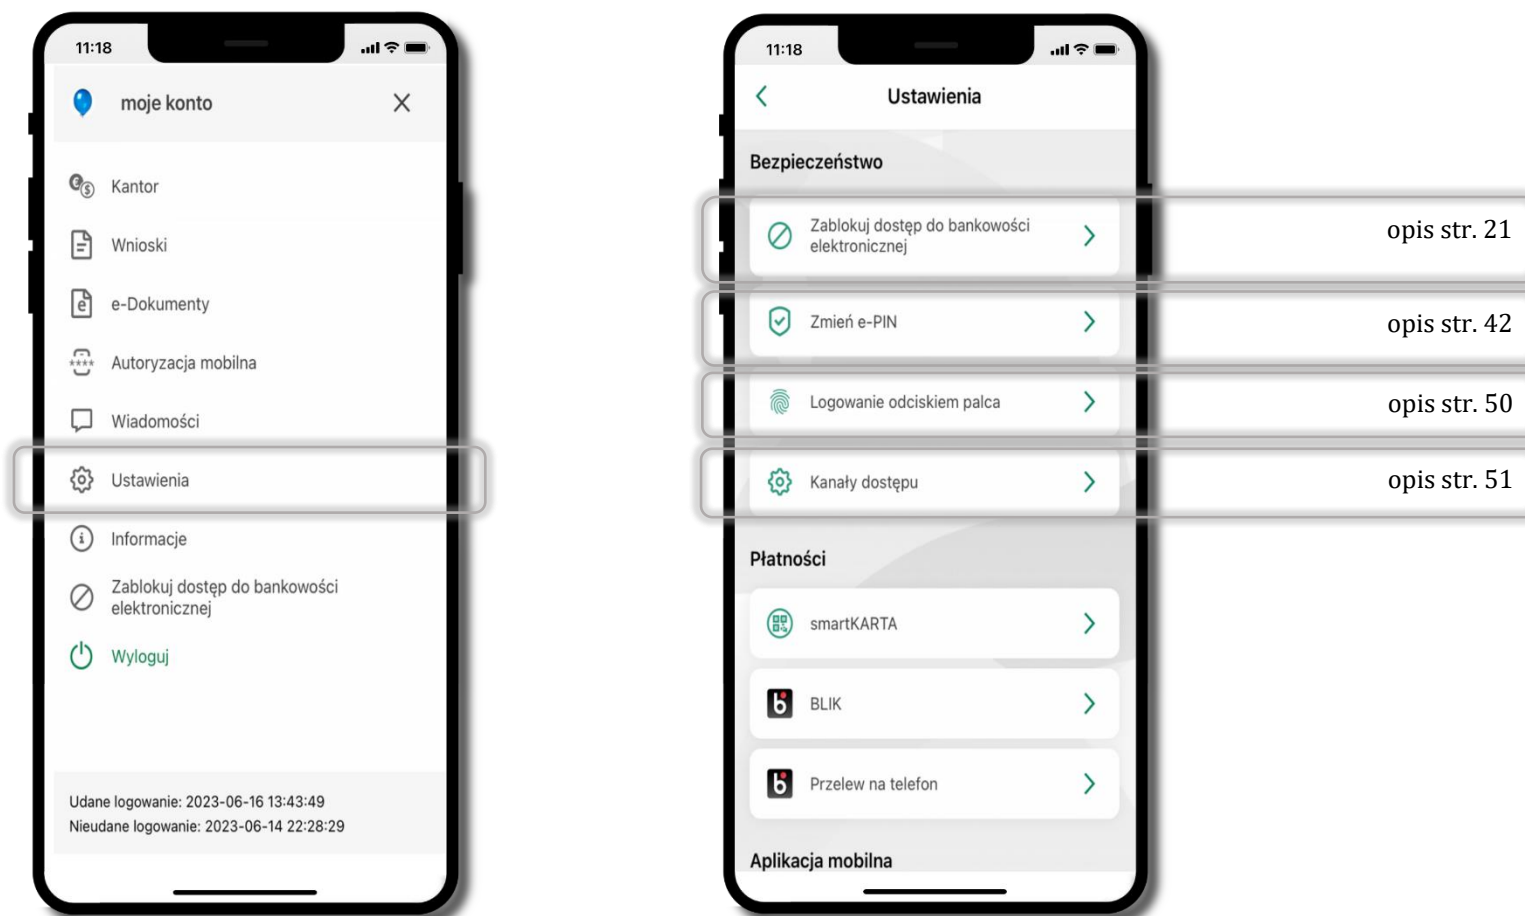 11:18
moje konto
Kantor
Wnioski
e-Dokumenty
Autoryzacja mobilna
Wiadomości
Ustawienia
Informacje
Zablokuj dostęp do bankowości
elektronicznej
Wyloguj
Udane logowanie: 2023-06-16 13:43:49
Nieudane logowanie: 2023-06-14 22:28:29
11:18
Ustawienia
Bezpieczeństwo
Zablokuj dostęp do bankowości
elektronicznej
opis str. 21
Zmień e-PIN
opis str. 42
Logowanie odciskiem palca
opis str. 50
Kanały dostępu
opis str. 51
Płatności
smartKARTA
BLIK
Przelew na telefon
Aplikacja mobilna